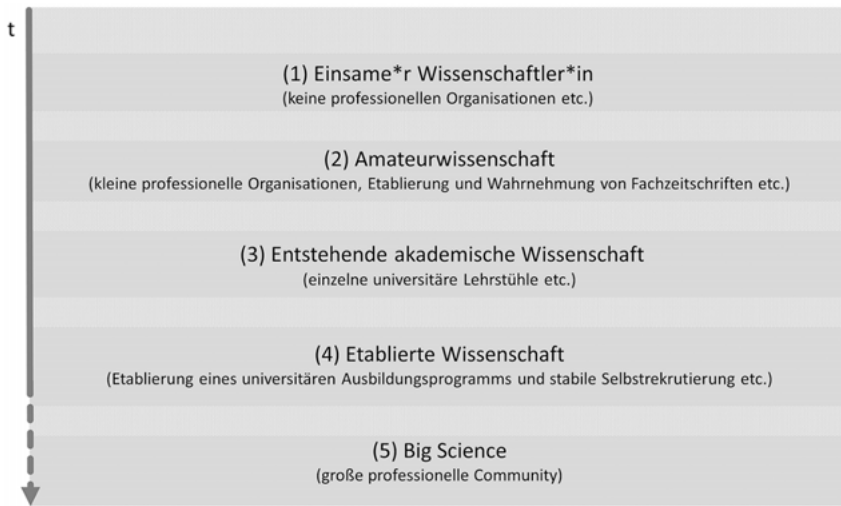 t
(1) Einsame*r Wissenschaftler*in
(keine professionellen Organisationen etc.)
(2) Amateurwissenschaft
(kleine professionelle Organisationen, Etablierung und Wahrnehmung von Fachzeitschriften etc.)
(3) Entstehende akademische Wissenschaft
(einzelne universitäre Lehrstühle etc.)
(4) Etablierte Wissenschaft
(Etablierung eines universitären Ausbildungsprogramms und stabile Selbstrekrutierung etc.)
(5) Big Science
(große professionelle Community)